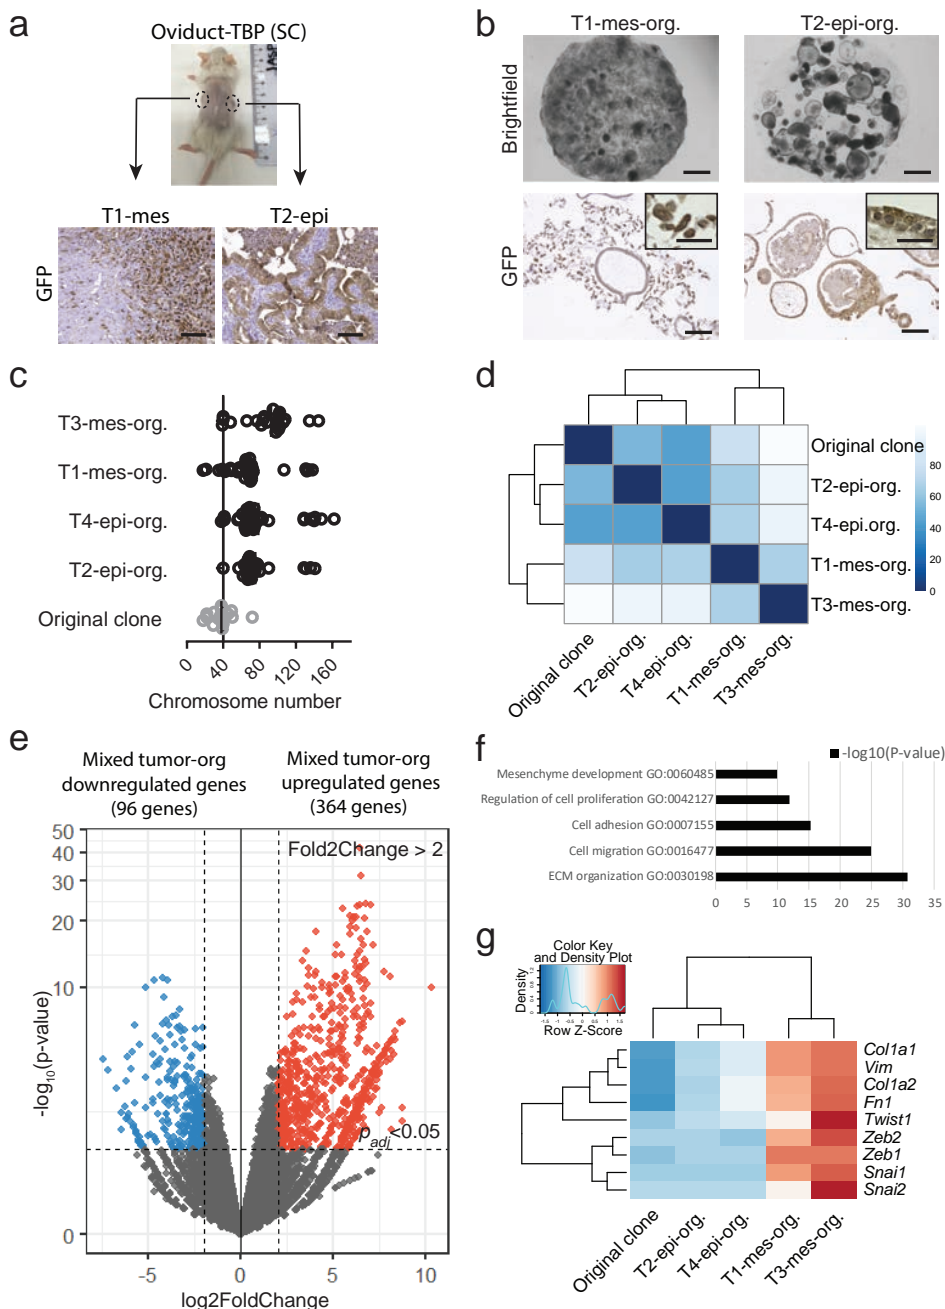 a
Oviduct-TBP (SC)
T1-mes
T2-epi
GFP
b
T1-mes-org.
T2-epi-org.
Brightfield
GFP
c
T3-mes-org.
T1-mes-org.
T4-epi-org.
T2-epi-org.
Original clone
0
40
80
120
160
Chromosome number
d
Original clone
T2-epi-org.
T4-epi.org.
T1-mes-org.
T3-mes-org.
80
60
40
20
0
Original clone
T2-epi-org.
T4-epi-org.
T1-mes-org.
T3-mes-org.
e
Mixed tumor-org
downregulated genes
(96 genes)
Mixed tumor-org
upregulated genes
(364 genes)
Fold2Change > 2
padj<0.05
50
40
30
20
10
0
-log10(p-value)
-5
0
5
10
log2FoldChange
f
-log10(P-value)
Mesenchyme development GO:0060485
Regulation of cell proliferation GO:0042127
Cell adhesion GO:0007155
Cell migration GO:0016477
ECM organization GO:0030198
0 5 10 15 20 25 30 35
g
Color Key
and Density Plot
Density
Row Z-Score
Col1a1
Vim
Col1a2
Fn1
Twist1
Zeb2
Zeb1
Snai1
Snai2
Original clone
T2-epi-org.
T4-epi-org.
T1-mes-org.
T3-mes-org.